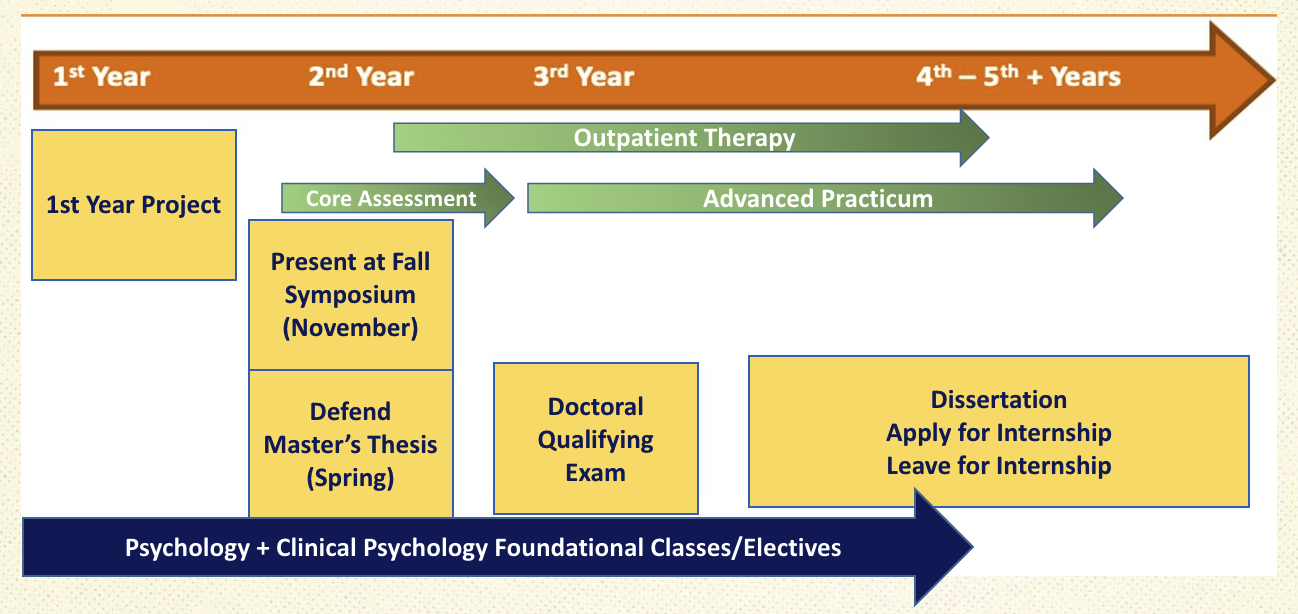 1st Year
2nd Year
3rd Year
4th – 5th + Years
Outpatient Therapy
Core Assessment
Advanced Practicum
1st Year Project
Present at Fall
Symposium
(November)
Defend
Master’s Thesis
(Spring)
Doctoral
Qualifying
Exam
Dissertation
Apply for Internship
Leave for Internship
Psychology + Clinical Psychology Foundational Classes/Electives